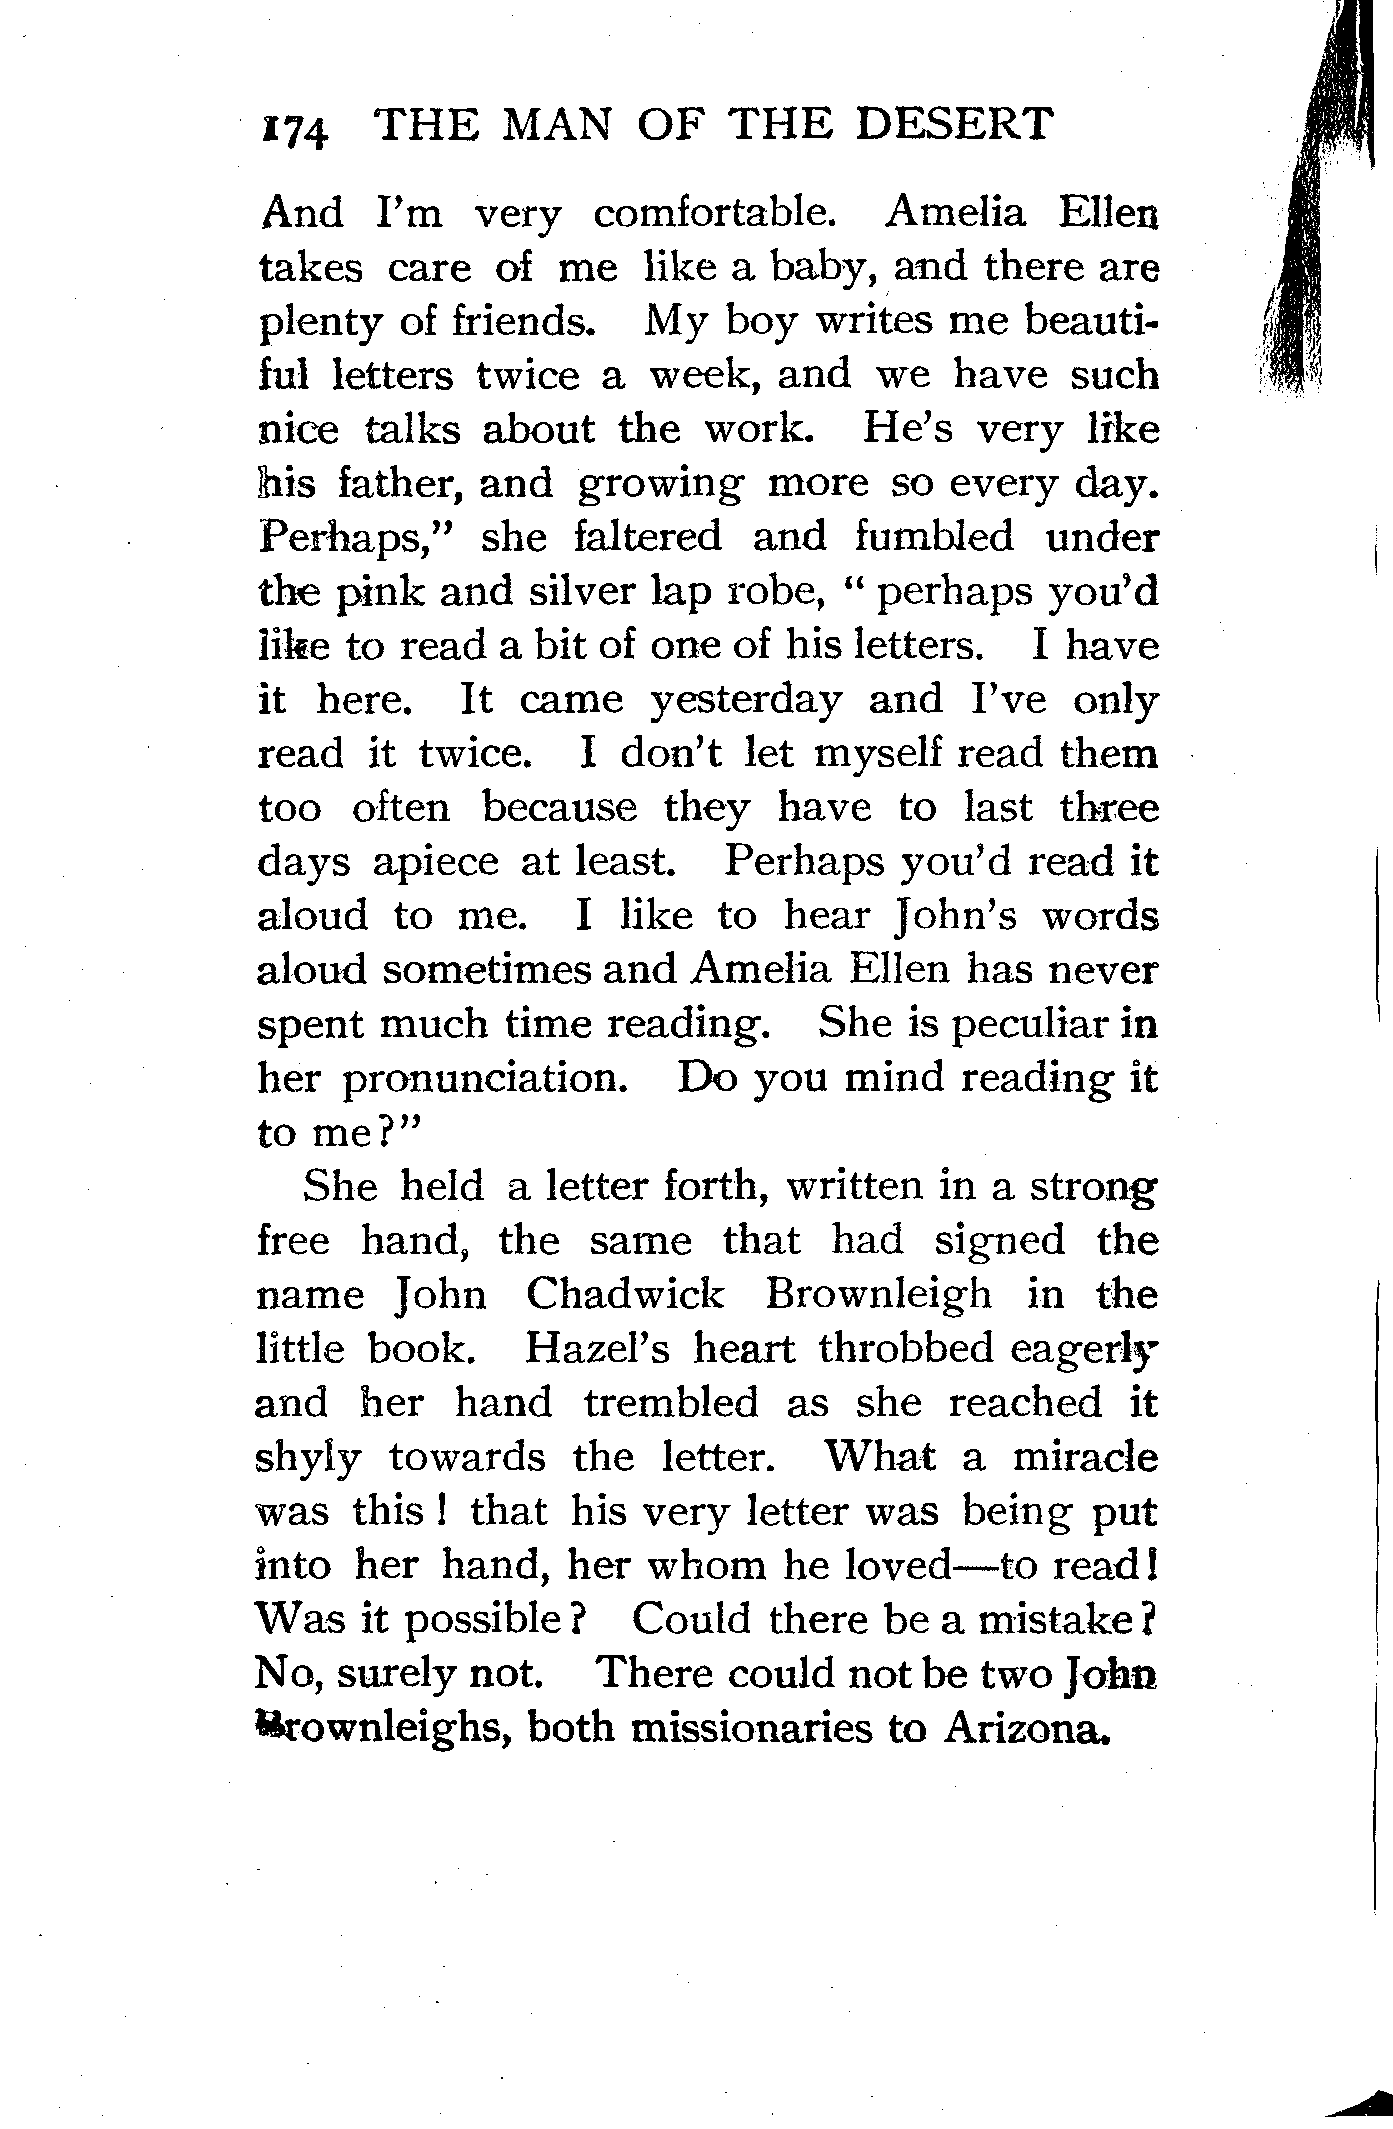 174 THE MAN OF THE DESERT
And I'm very comfortable. Amelia Ellen
takes care of me like a baby, and there are
plenty of friends. My boy writes me beauti-
ful letters twice a week, and we have such
nice talks about the work. He's very like
his father, and growing more so every day.
Perhaps," she faltered and fumbled under
the pink and silver lap robe, "perhaps you'd
like to read a bit of one of his letters. I have
it here. It came yesterday and I've only
read it twice. I don't let myself read them
too often because they have to last three
days apiece at least. Perhaps you'd read it
aloud to me. I like to hear John's words
aloud sometimes and Amelia Ellen has never
spent much time reading. She is peculiar in
her pronunciation. Do you mind reading it
to me?"
She held a letter forth, written in a strong
free hand, the same that had signed the
name John Chadwick Brownleigh in the
little book. Hazel's heart throbbed eagerly
and her hand trembled as she reached it
shyly towards the letter. What a miracle
was this! that his very letter was being put
into her hand, her whom he loved—to read!
Was it possible? Could there be a mistake?
No, surely not. There could not be two John
Brownleighs, both missionaries to Arizona.